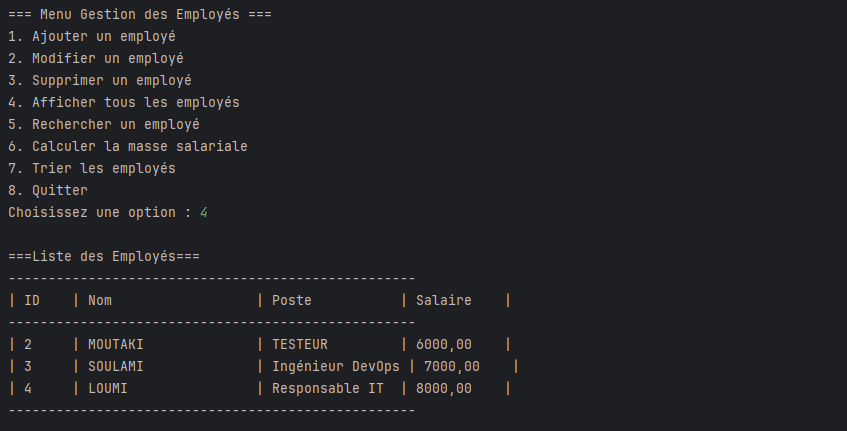 === Menu Gestion des Employés ===
1. Ajouter un employé
2. Modifier un employé
3. Supprimer un employé
4. Afficher tous les employés
5. Rechercher un employé
6. Calculer la masse salariale
7. Trier les employés
8. Quitter
Choisissez une option : 4

===Liste des Employés===
---------------------------------------------------
| ID    | Nom                  | Poste           | Salaire    |
---------------------------------------------------
| 2     | MOUTAKI              | TESTEUR         | 6000,00    |
| 3     | SOULAMI              | Ingénieur DevOps | 7000,00    |
| 4     | LOUMI                | Responsable IT  | 8000,00    |
---------------------------------------------------